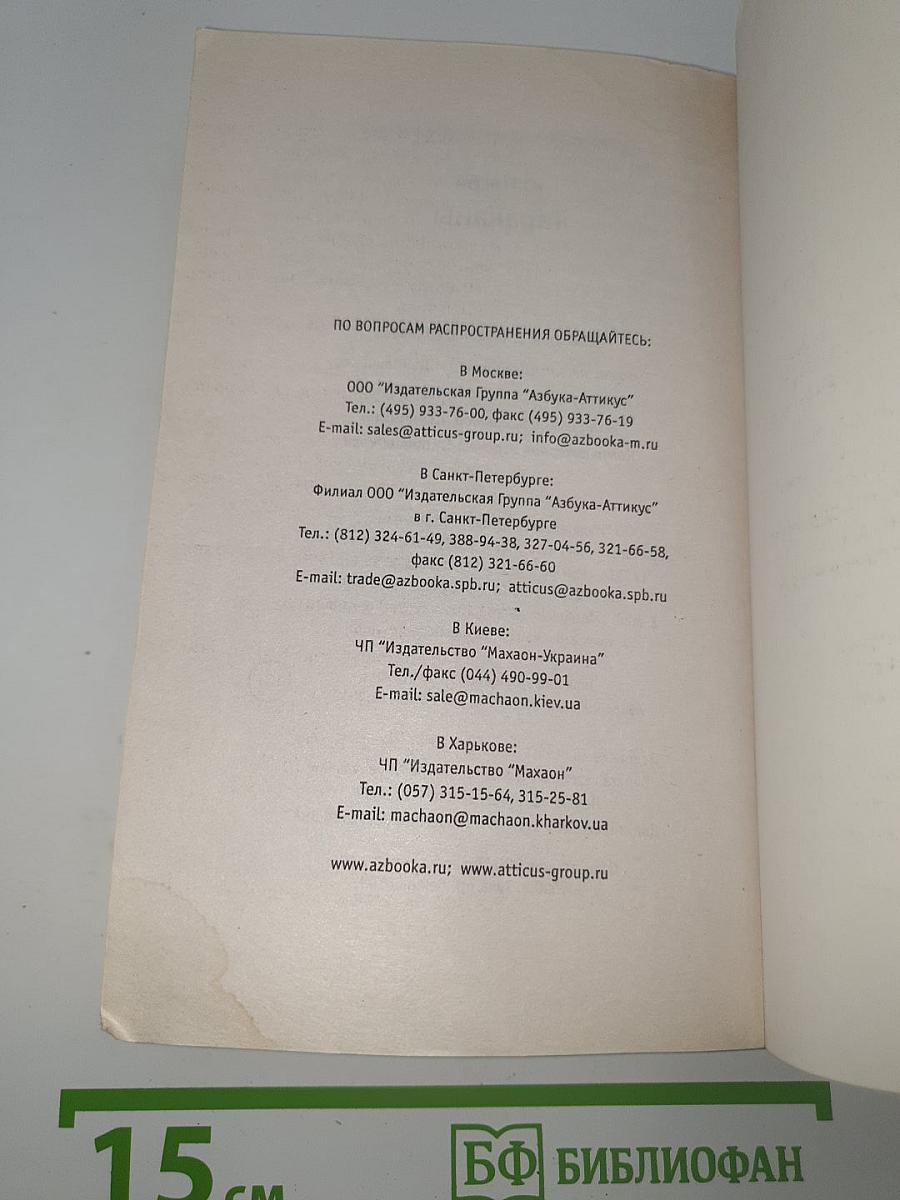 ПО ВОПРОСАМ РАСПРОСТРАНЕНИЯ ОБРАЩАЙТЕСЬ:
В Москве:
ООО "Издательская Группа "Азбука-Аттикус"
Тел.: (495) 933-76-00, факс (495) 933-76-19
E-mail: sales@atticus-group.ru; info@azbooka-m.ru
В Санкт-Петербурге:
Филиал ООО "Издательская Группа "Азбука-Аттикус"
в г. Санкт-Петербурге
Тел.: (812) 324-61-49, 388-94-38, 327-04-56, 321-66-58,
факс (812) 321-66-60
E-mail: trade@azbooka.spb.ru; atticus@azbooka.spb.ru
В Киеве:
ЧП "Издательство "Махаон-Украина"
Тел./факс (044) 490-99-01
E-mail: sale@machaon.kiev.ua
В Харькове:
ЧП "Издательство "Махаон"
Тел.: (057) 315-15-64, 315-25-81
E-mail: machaon@machaon.kharkov.ua
www.azbooka.ru; www.atticus-group.ru
15 см
БФ БИБЛИОФАН